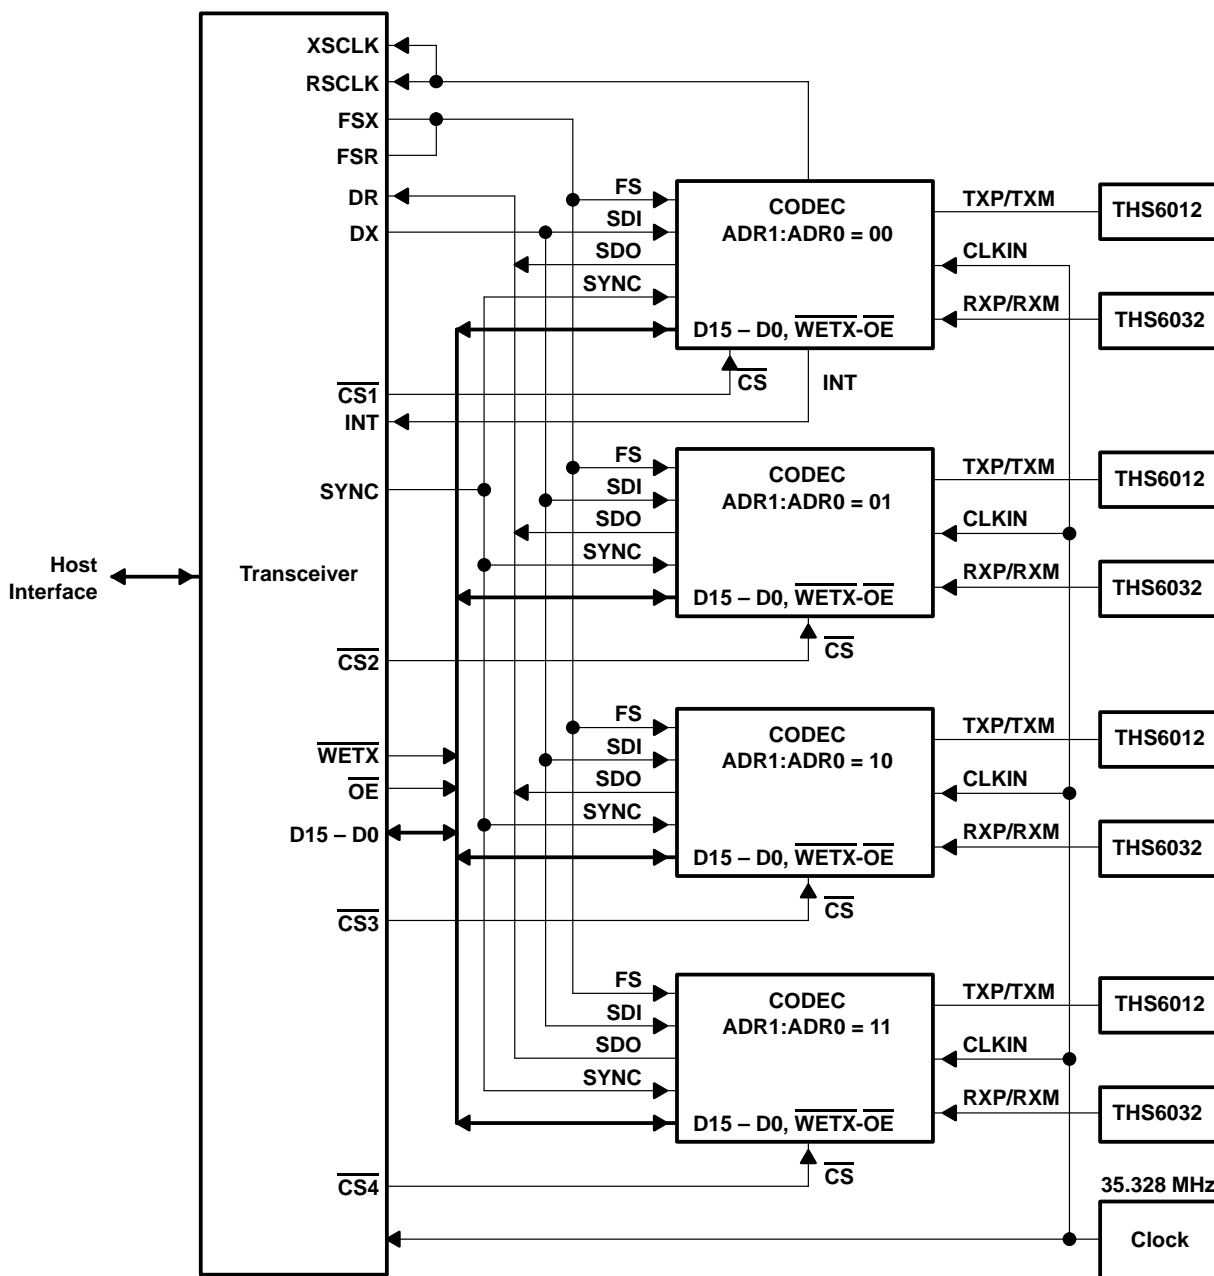 XSCLK
RSCLK
FSX
FSR
DR
DX
CS1
INT
SYNC
Host
Interface
Transceiver
CS2
WETX
OE
D15 – D0
CS3
CS4
FS
SDI
SDO
SYNC
CODEC
ADR1:ADR0 = 00
D15 – D0, WETX-OE
CS
INT
TXP/TXM
CLKIN
RXP/RXM
THS6012
THS6032
FS
SDI
SDO
SYNC
CODEC
ADR1:ADR0 = 01
D15 – D0, WETX-OE
CS
TXP/TXM
CLKIN
RXP/RXM
THS6012
THS6032
FS
SDI
SDO
SYNC
CODEC
ADR1:ADR0 = 10
D15 – D0, WETX-OE
CS
TXP/TXM
CLKIN
RXP/RXM
THS6012
THS6032
FS
SDI
SDO
SYNC
CODEC
ADR1:ADR0 = 11
D15 – D0, WETX-OE
CS
TXP/TXM
CLKIN
RXP/RXM
THS6012
THS6032
35.328 MHz
Clock